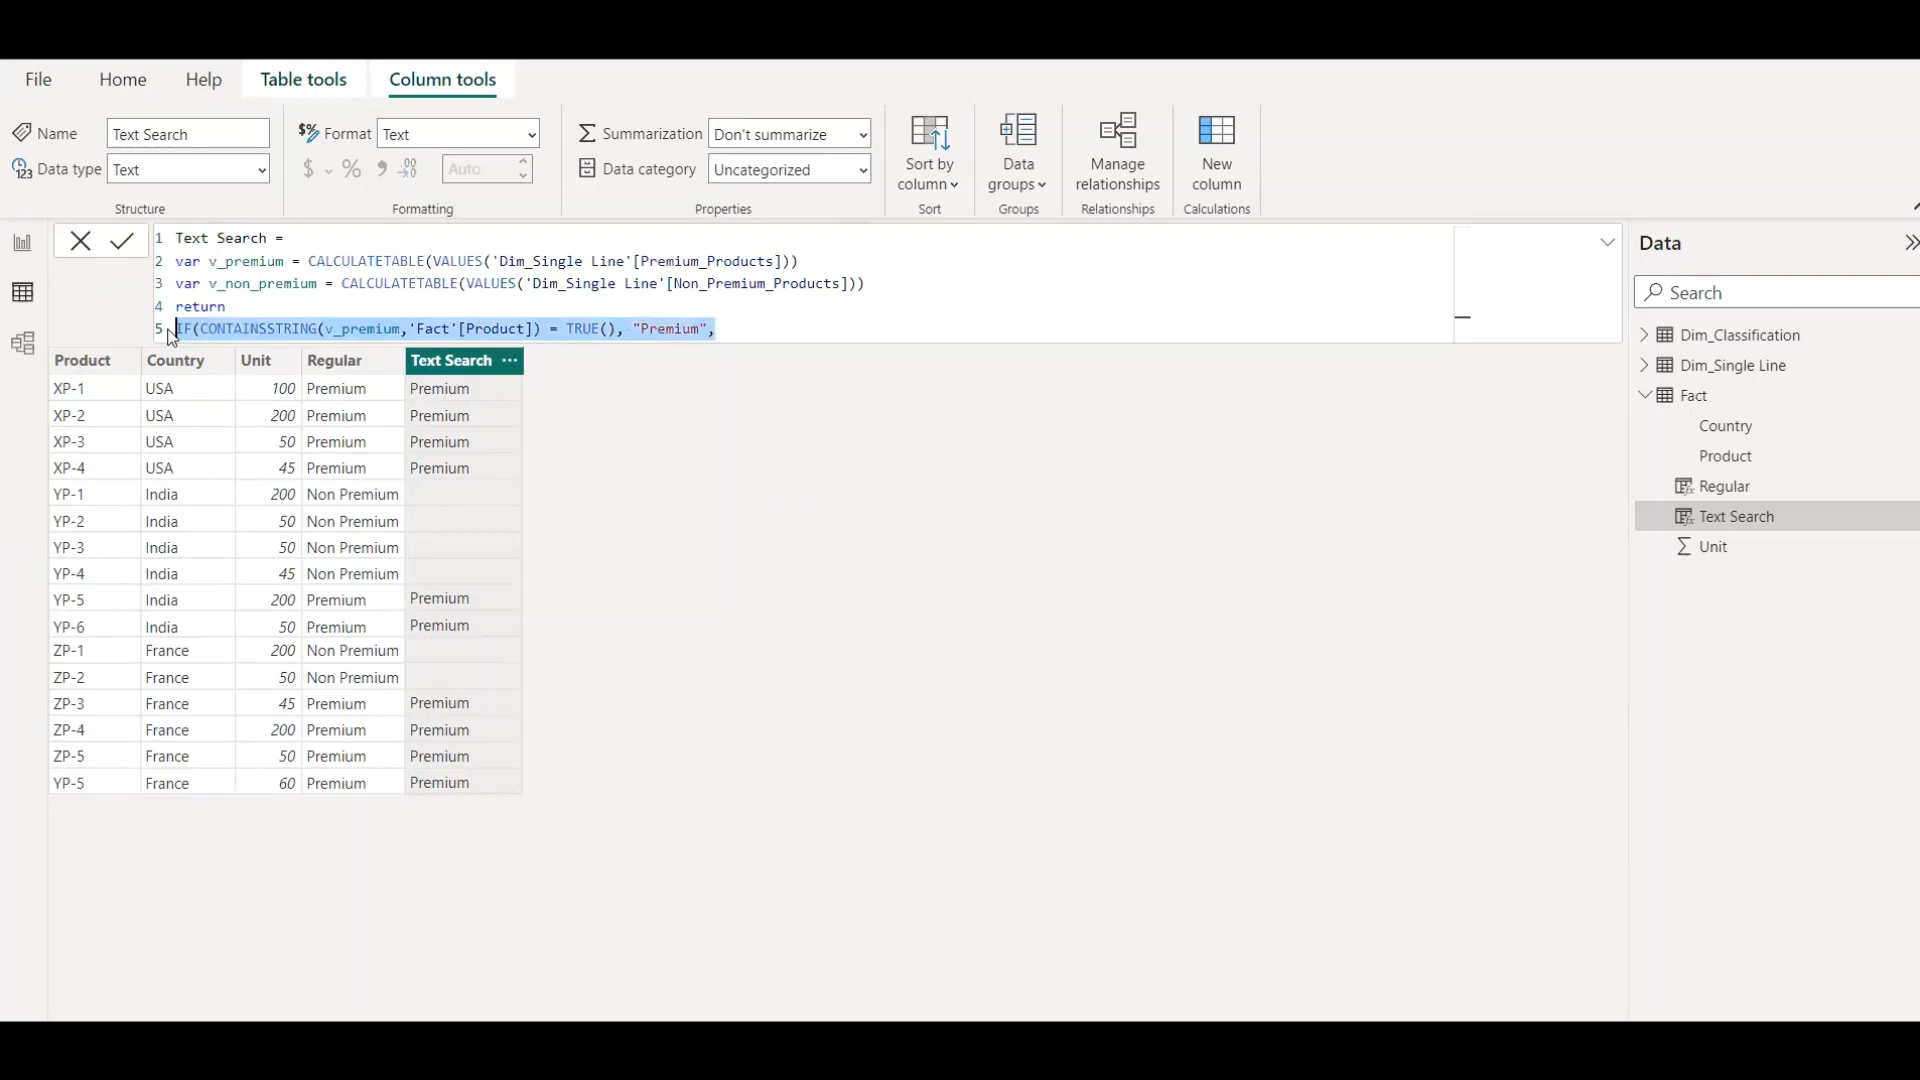 File Home Help Table tools Column tools
Name Text Search $% Format Text Summarization Don't summarize
Data type Text $ % Auto Data category Uncategorized
Sort by column Data groups Manage relationships New column
Structure Formatting Properties Sort Groups Relationships Calculations
1 Text Search =
2 var v_premium = CALCULATETABLE(VALUES('Dim_Single Line'[Premium_Products]))
3 var v_non_premium = CALCULATETABLE(VALUES('Dim_Single Line'[Non_Premium_Products]))
4 return
5 IF(CONTAINSSTRING(v_premium,'Fact'[Product]) = TRUE(), "Premium",
Product Country Unit Regular Text Search
XP-1 USA 100 Premium Premium
XP-2 USA 200 Premium Premium
XP-3 USA 50 Premium Premium
XP-4 USA 45 Premium Premium
YP-1 India 200 Non Premium
YP-2 India 50 Non Premium
YP-3 India 50 Non Premium
YP-4 India 45 Non Premium
YP-5 India 200 Premium Premium
YP-6 India 50 Premium Premium
ZP-1 France 200 Non Premium
ZP-2 France 50 Non Premium
ZP-3 France 45 Premium Premium
ZP-4 France 200 Premium Premium
ZP-5 France 50 Premium Premium
YP-5 France 60 Premium Premium
Data
Search
Dim_Classification
Dim_Single Line
Fact
Country
Product
Regular
Text Search
Unit